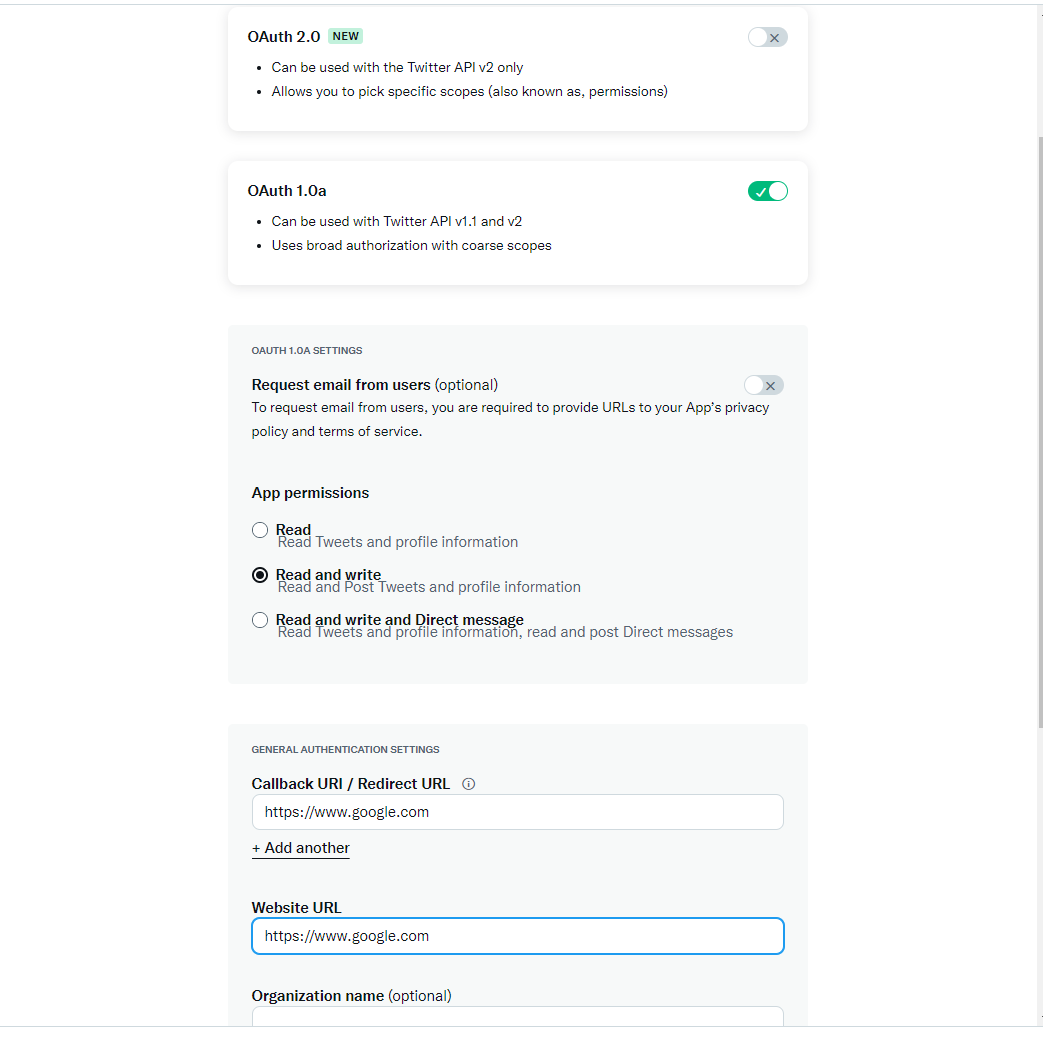 OAuth 2.0 NEW
Can be used with the Twitter API v2 only
Allows you to pick specific scopes (also known as, permissions)
OAuth 1.0a
Can be used with Twitter API v1.1 and v2
Uses broad authorization with coarse scopes
OAUTH 1.0A SETTINGS
Request email from users (optional)
To request email from users, you are required to provide URLs to your App's privacy
policy and terms of service.
App permissions
Read
Read Tweets and profile information
Read and write
Read and Post Tweets and profile information
Read and write and Direct message
Read Tweets and profile information, read and post Direct messages
GENERAL AUTHENTICATION SETTINGS
Callback URI / Redirect URL
https://www.google.com
+ Add another
Website URL
https://www.google.com
Organization name (optional)